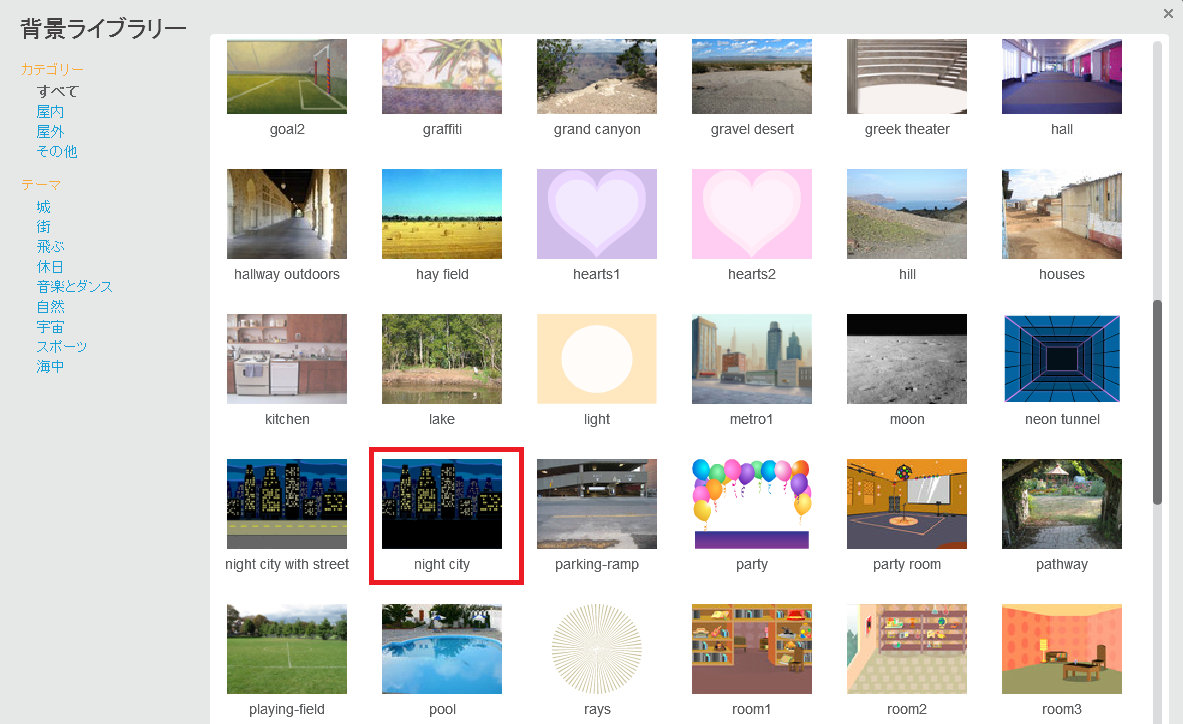 背景ライブラリー
カテゴリー
すべて
屋内
屋外
その他
テーマ
城
街
飛ぶ
休日
音楽とダンス
自然
宇宙
スポーツ
海中
goal2
graffiti
grand canyon
gravel desert
greek theater
hall
hallway outdoors
hay field
hearts1
hearts2
hill
houses
kitchen
lake
light
metro1
moon
neon tunnel
night city with street
night city
parking-ramp
party
party room
pathway
playing-field
pool
rays
room1
room2
room3